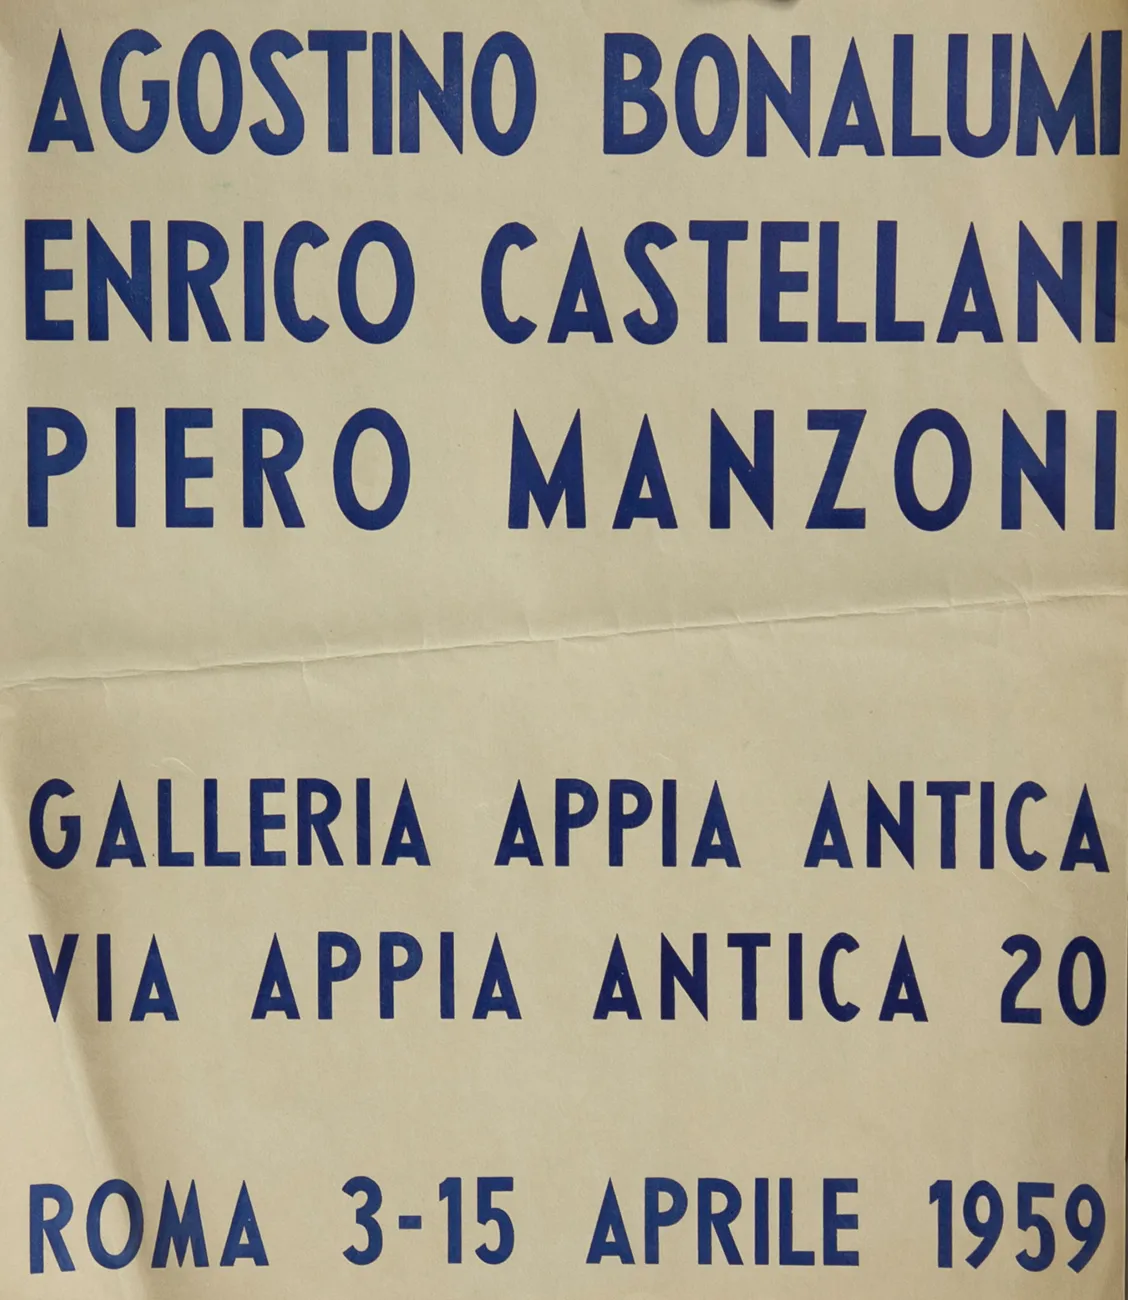 AGOSTINO BONALUMI
ENRICO CASTELLANI
PIERO MANZONI
GALLERIA APPIA ANTICA
VIA APPIA ANTICA 20
ROMA 3-15 APRILE 1959